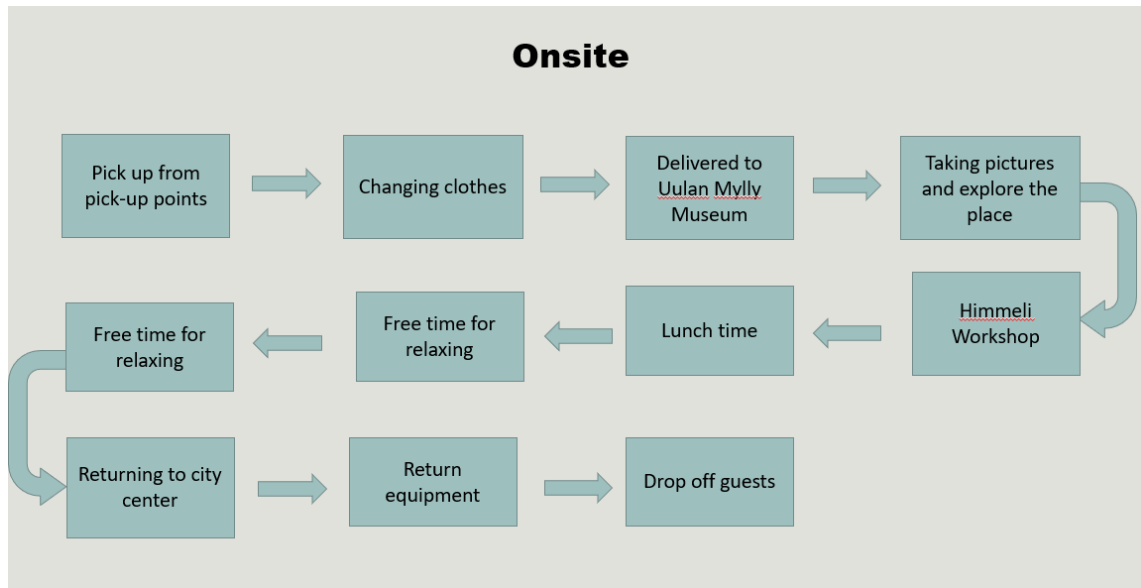 Onsite
Pick up from
pick-up points
Changing clothes
Delivered to
Uulan Mylly
Museum
Taking pictures
and explore the
place
Himmeli
Workshop
Lunch time
Free time for
relaxing
Free time for
relaxing
Returning to city
center
Return
equipment
Drop off guests